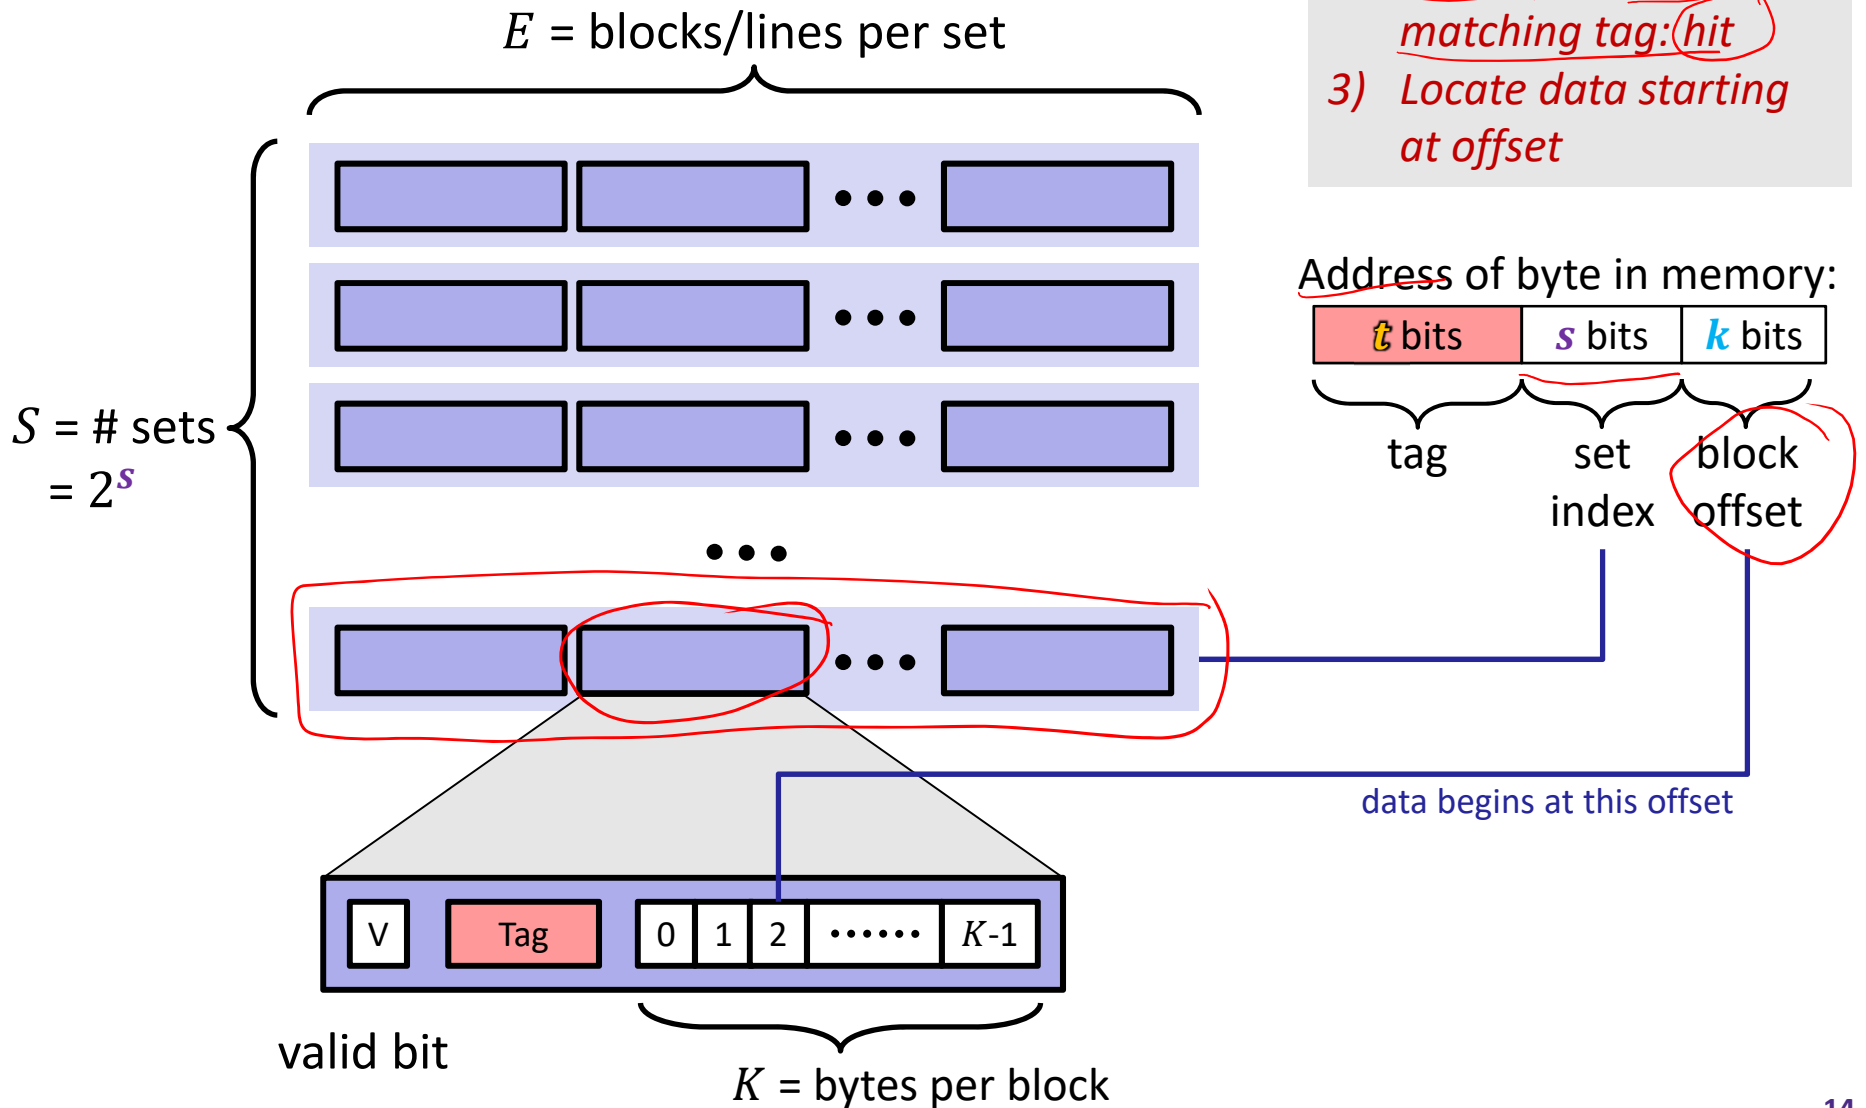 E = blocks/lines per set
matching tag: hit
3) Locate data starting
at offset
Address of byte in memory:
t bits s bits k bits
tag set block
index offset
S = # sets
= 2^s
data begins at this offset
V Tag 0 1 2 •••••• K-1
valid bit
K = bytes per block
14